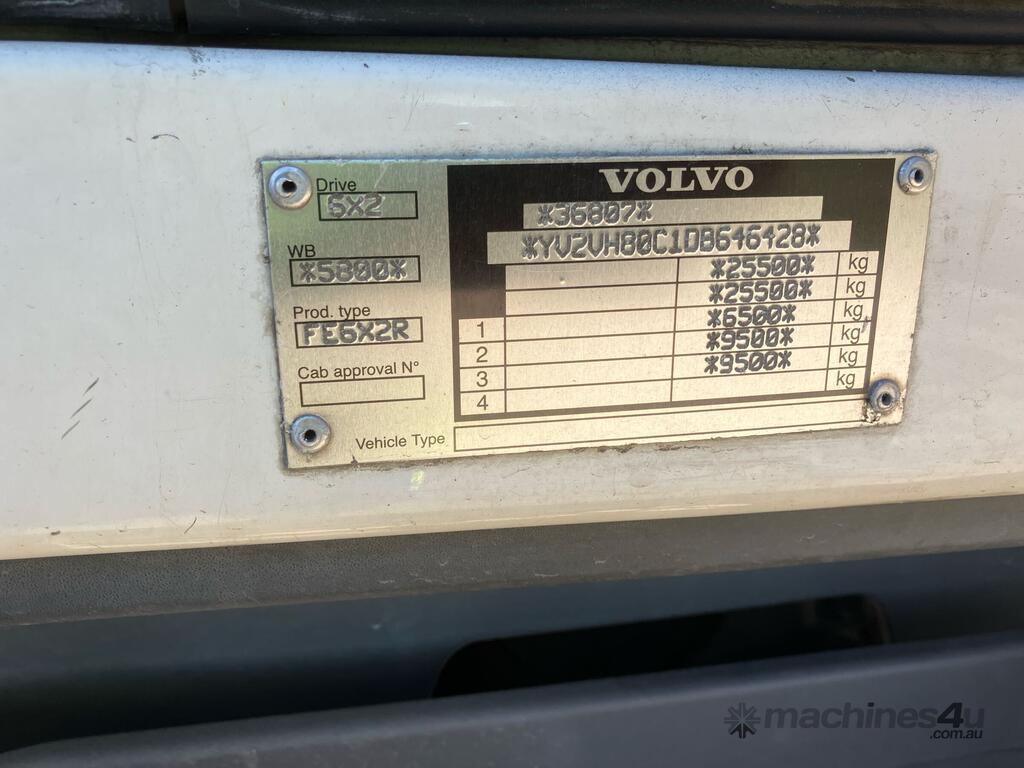 VOLVO
Drive
6X2
*36807*
*YV2VH80C1DB646428*
WB
*5800*
*25500* kg
*25500* kg
Prod. type
FE6X2R
1 *6500* kg
2 *9500* kg
3 *9500* kg
4 kg
Cab approval N°
Vehicle Type
machines4u
.com.au